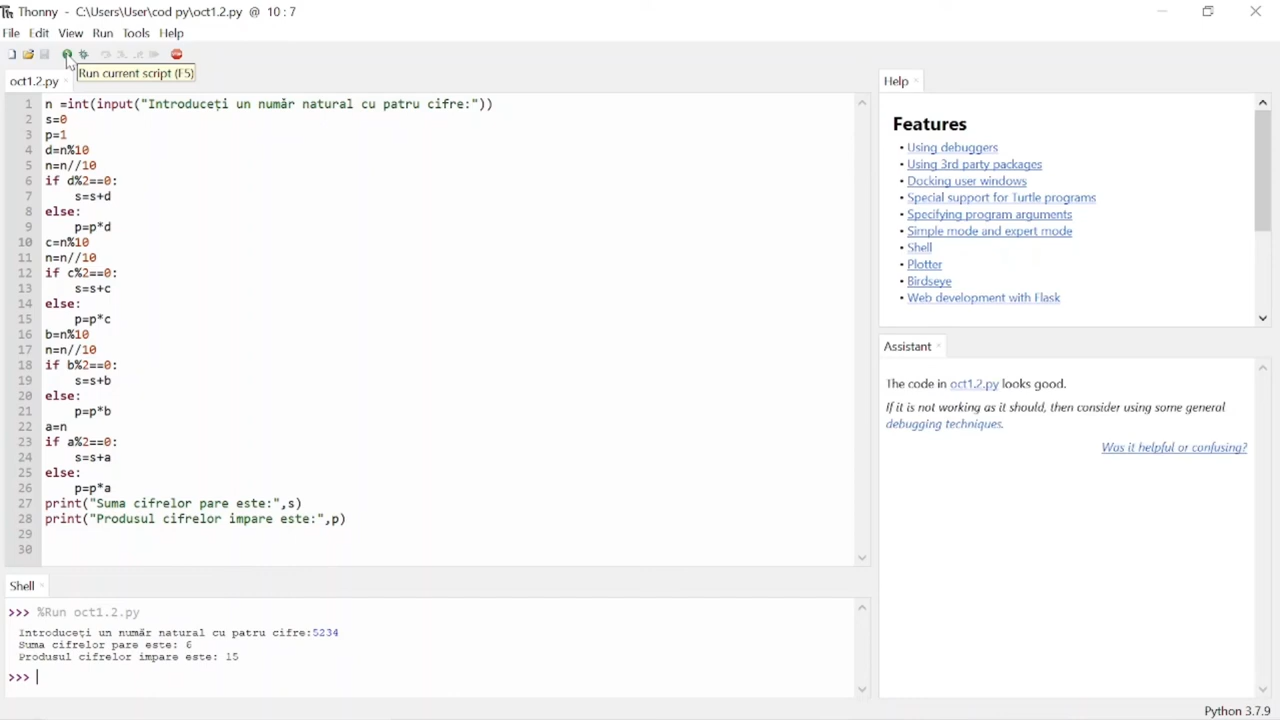 Thonny - C:\Users\User\cod py\oct1.2.py @ 10 : 7
File Edit View Run Tools Help
Run current script (F5)
oct1.2.py
1 n =int(input("Introduceți un număr natural cu patru cifre:"))
2 s=0
3 p=1
4 d=n%10
5 n=n//10
6 if d%2==0:
7 s=s+d
8 else:
9 p=p*d
10 c=n%10
11 n=n//10
12 if c%2==0:
13 s=s+c
14 else:
15 p=p*c
16 b=n%10
17 n=n//10
18 if b%2==0:
19 s=s+b
20 else:
21 p=p*b
22 a=n
23 if a%2==0:
24 s=s+a
25 else:
26 p=p*a
27 print("Suma cifrelor pare este:",s)
28 print("Produsul cifrelor impare este:",p)
29
30
Shell
>>> %Run oct1.2.py
Introduceți un număr natural cu patru cifre:5234
Suma cifrelor pare este: 6
Produsul cifrelor impare este: 15
>>>
Help
Features
• Using debuggers
• Using 3rd party packages
• Docking user windows
• Special support for Turtle programs
• Specifying program arguments
• Simple mode and expert mode
• Shell
• Plotter
• Birdseye
• Web development with Flask
Assistant
The code in oct1.2.py looks good.
If it is not working as it should, then consider using some general
debugging techniques.
Was it helpful or confusing?
Python 3.7.9